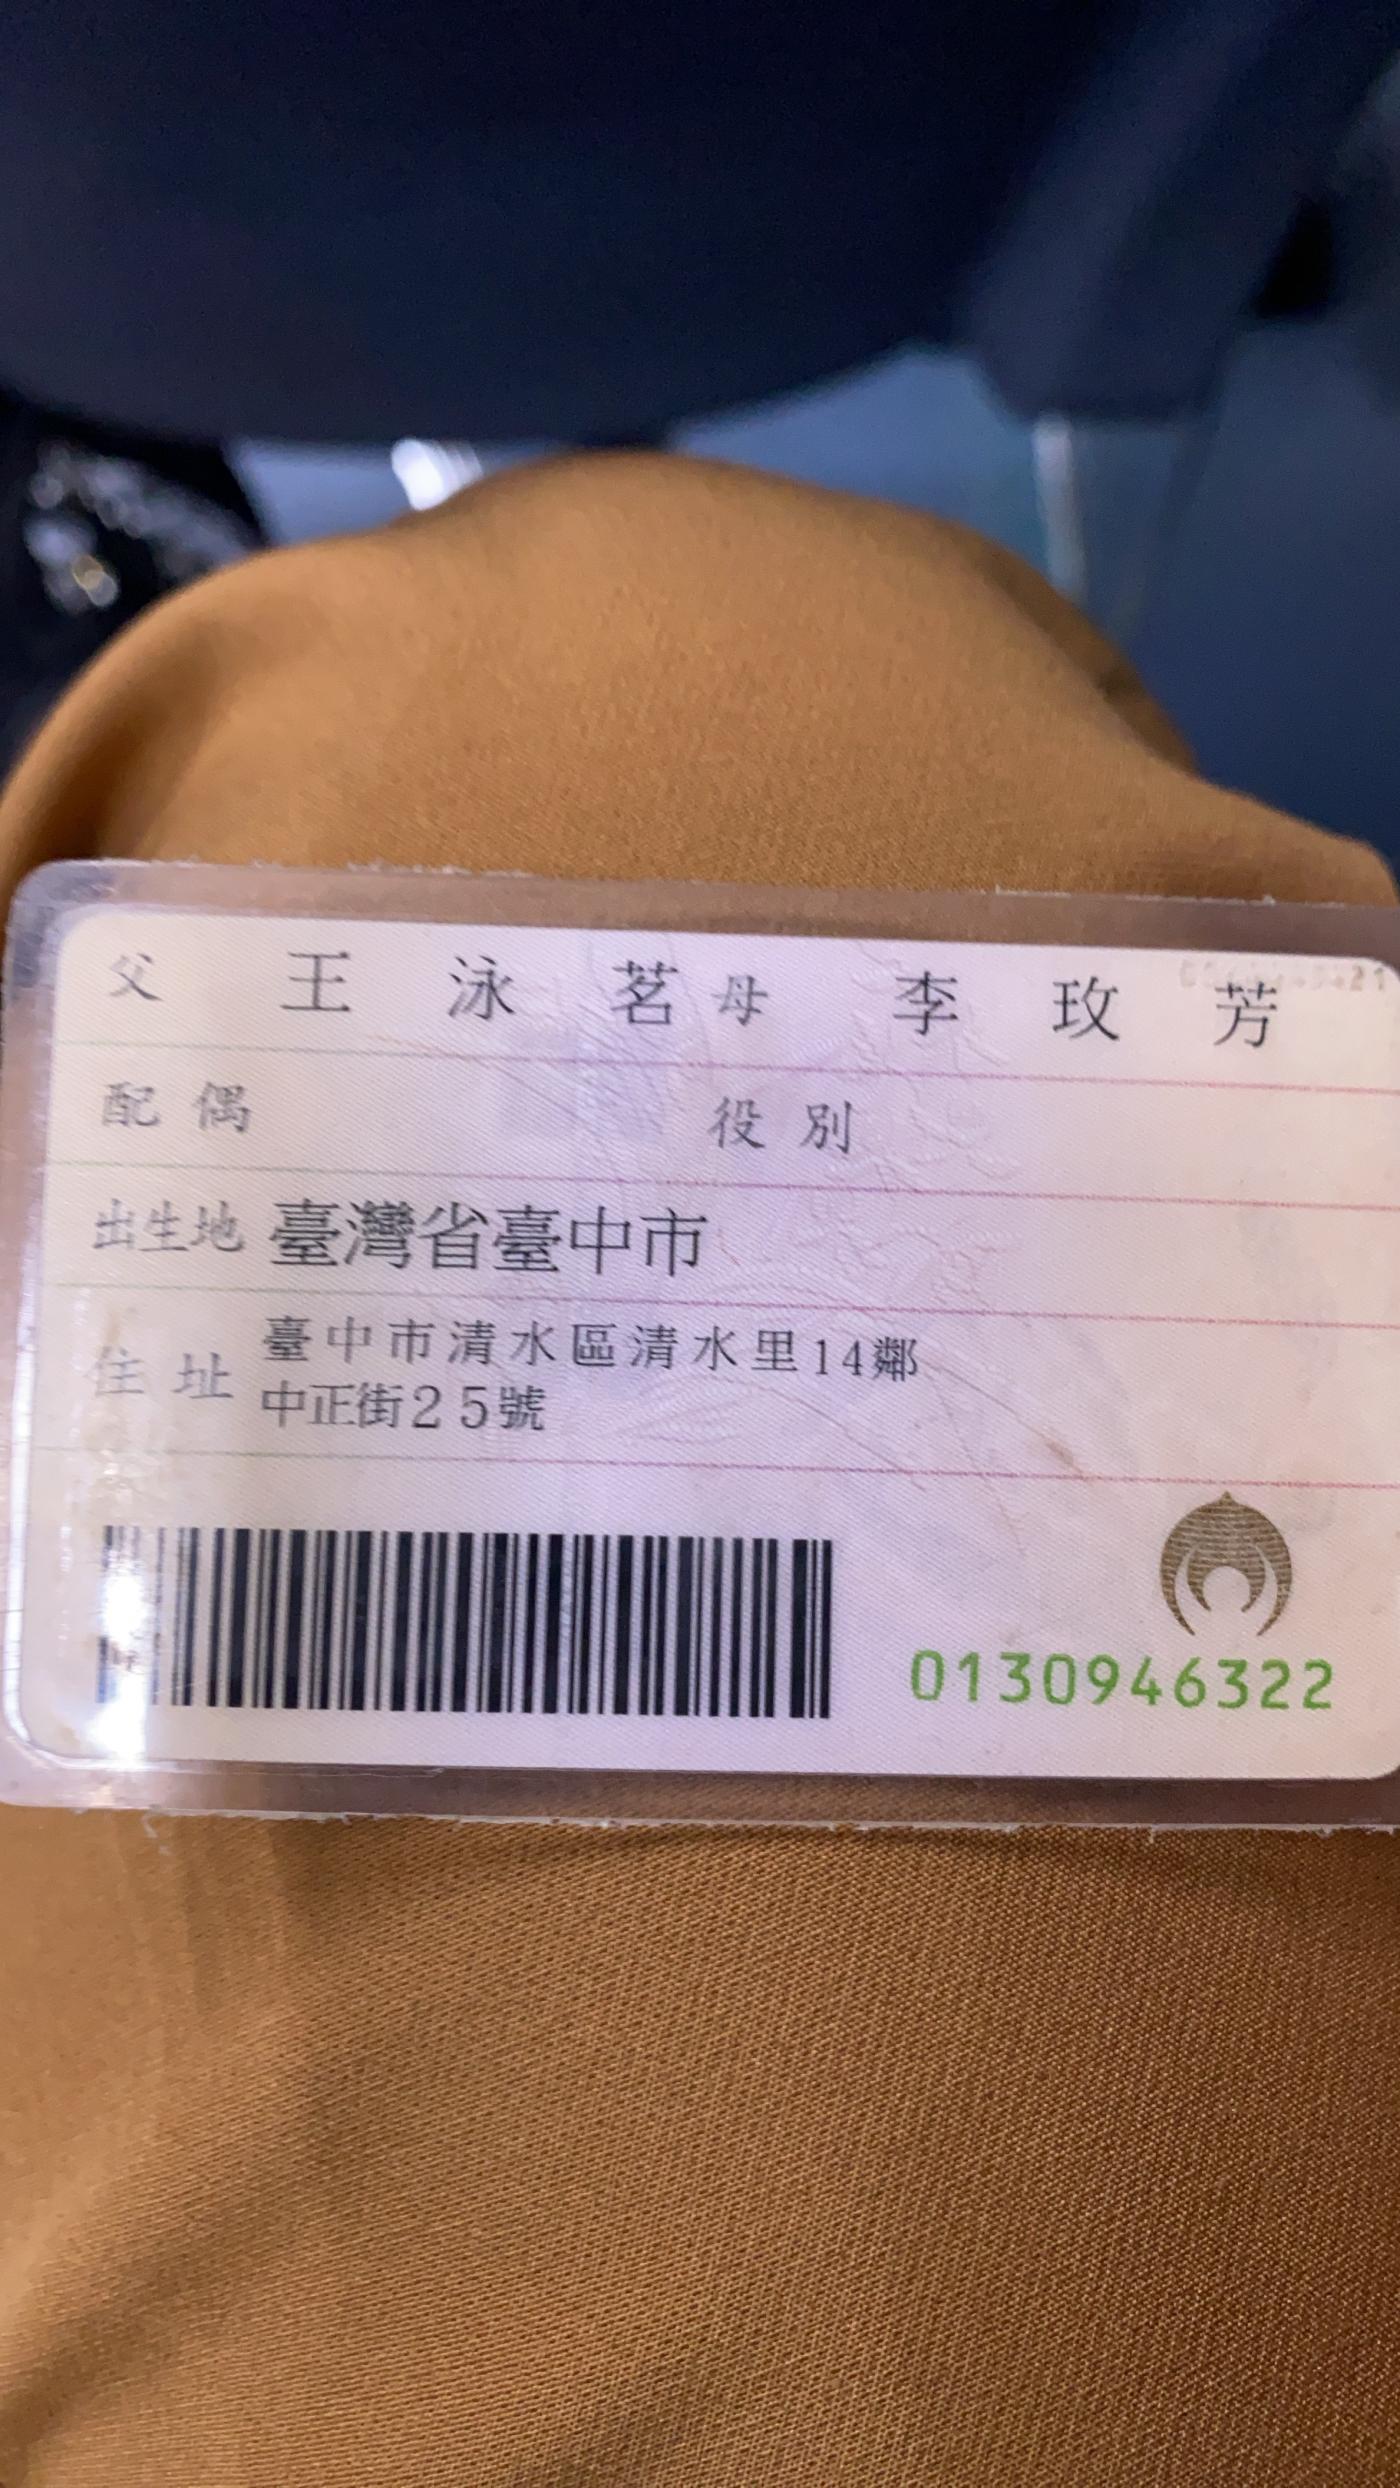 父 王泳茗 母 李玫芳
配偶 役別
出生地 臺灣省臺中市
住址 臺中市清水區清水里14鄰
中正街25號
0130946322